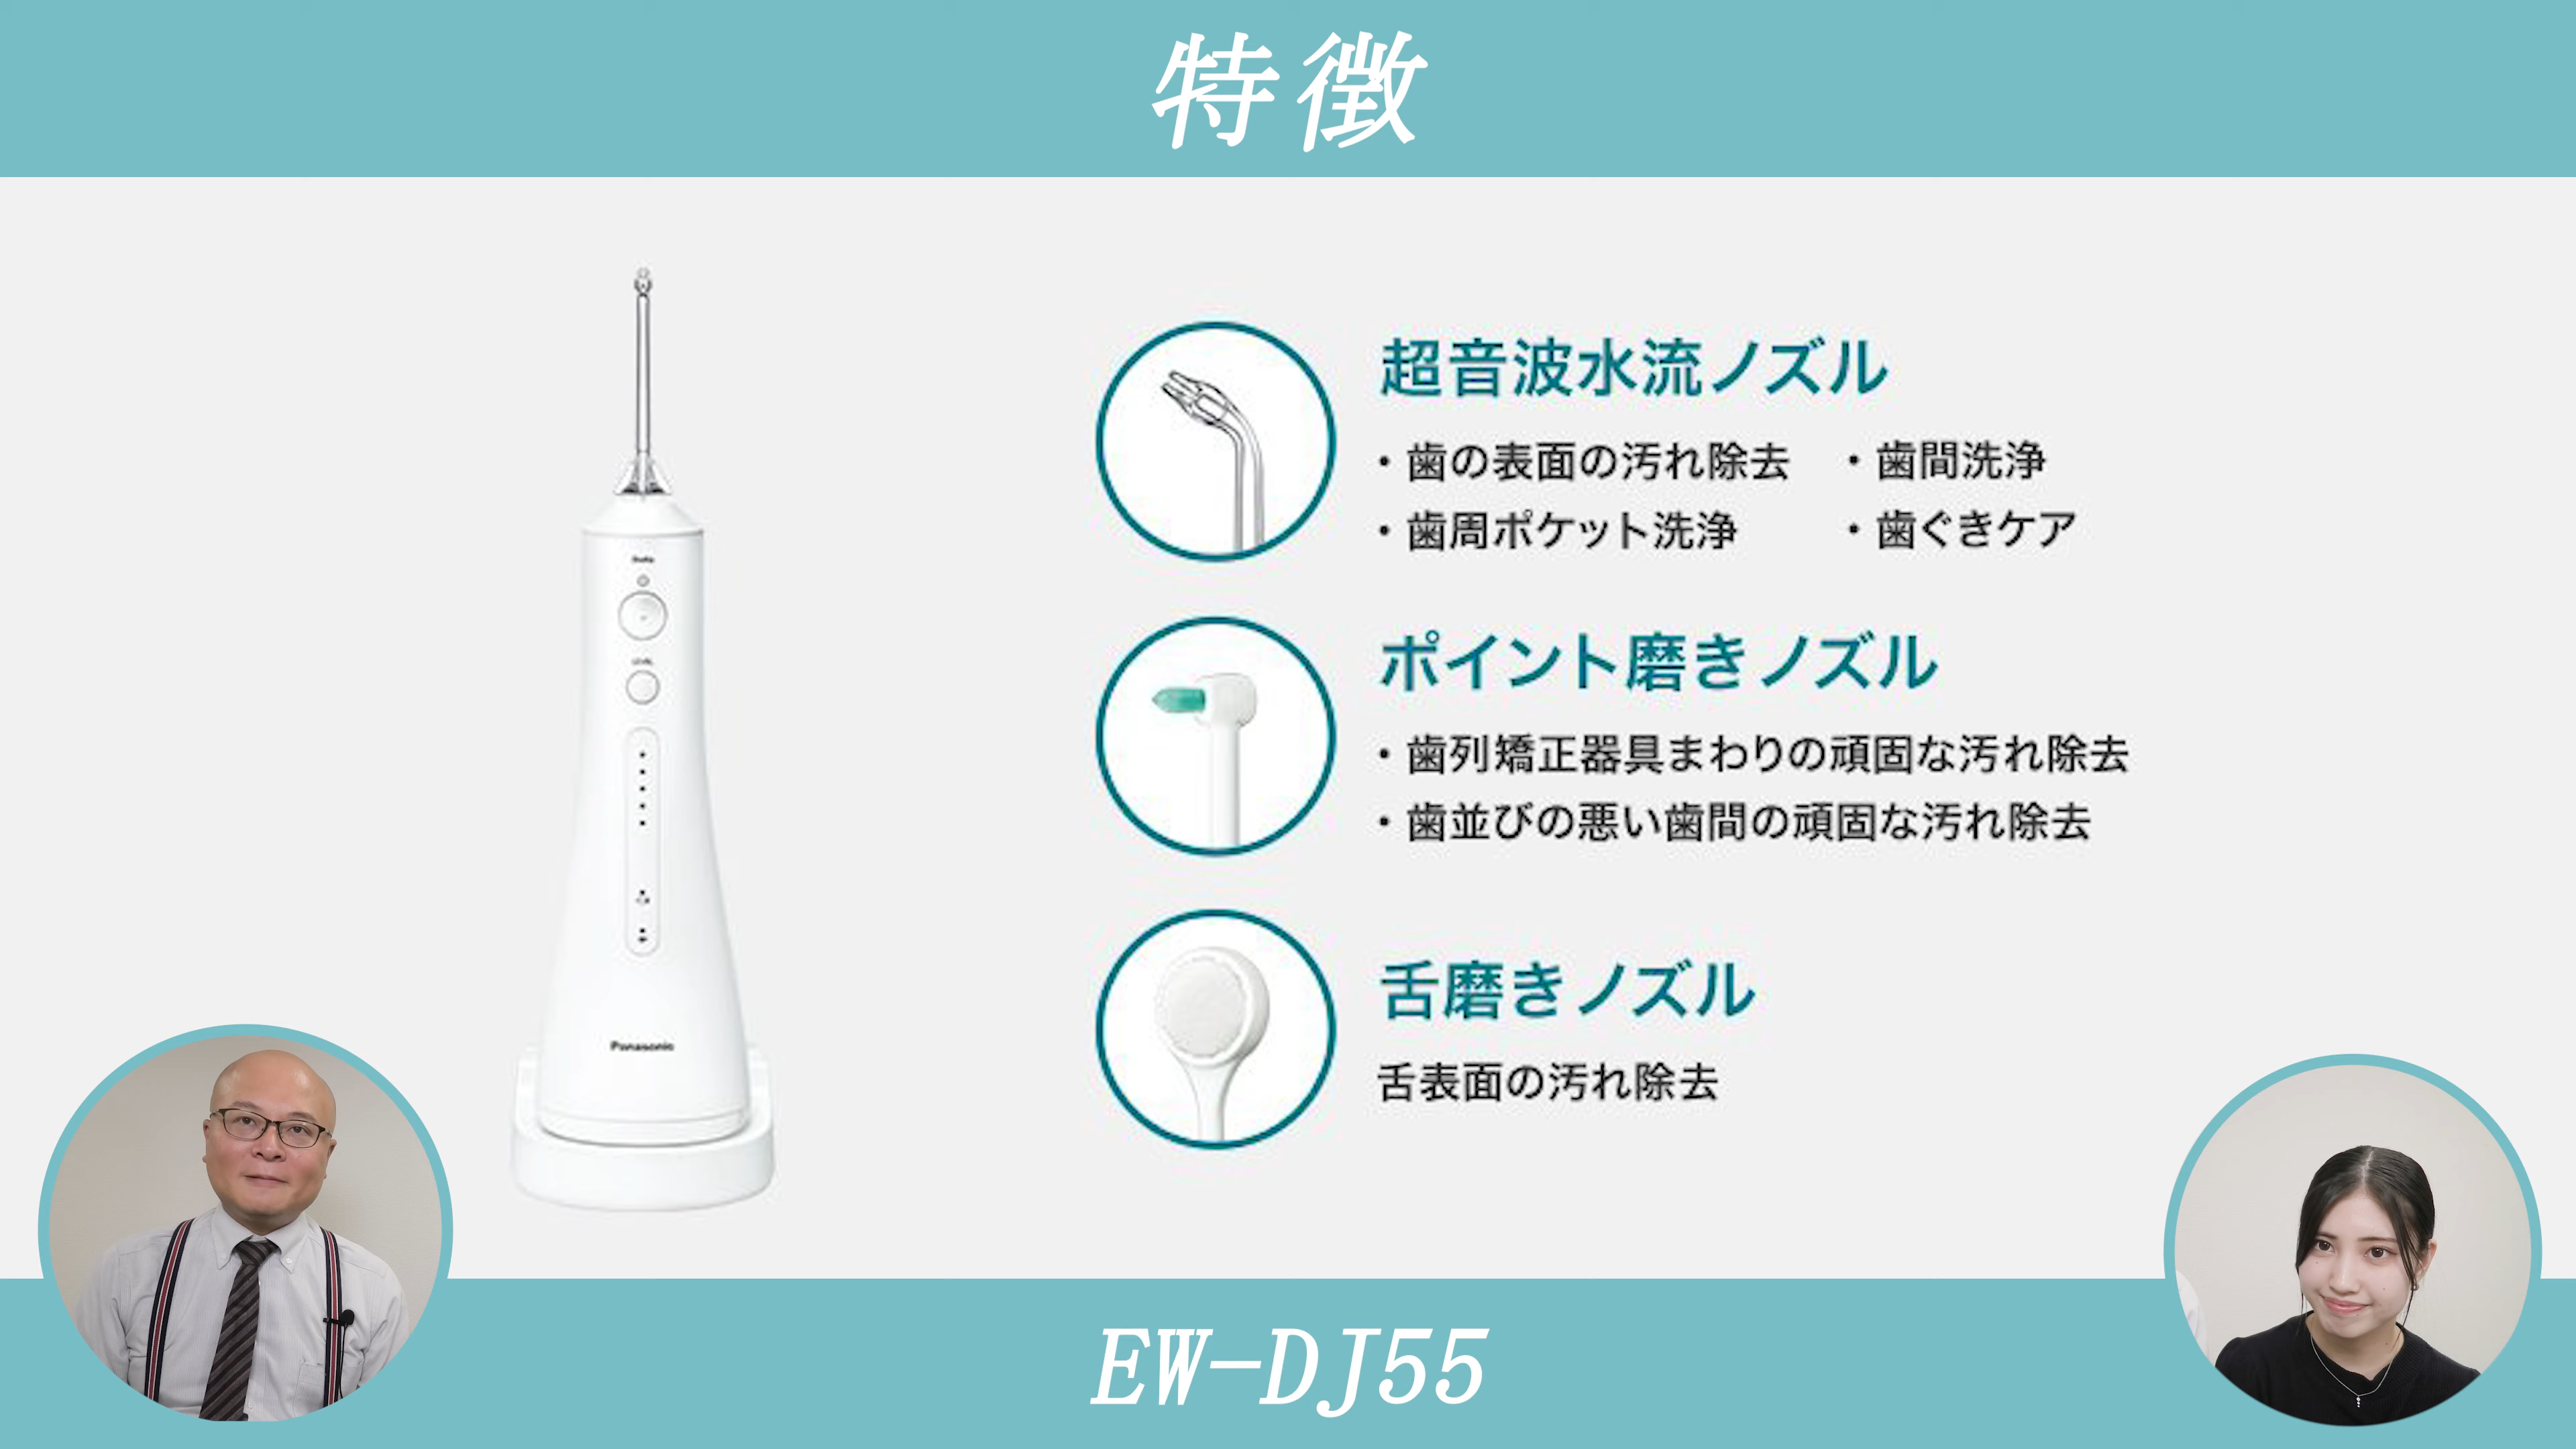 特徴
超音波水流ノズル
・歯の表面の汚れ除去 ・歯間洗浄
・歯周ポケット洗浄 ・歯ぐきケア
ポイント磨きノズル
・歯列矯正器具まわりの頑固な汚れ除去
・歯並びの悪い歯間の頑固な汚れ除去
舌磨きノズル
舌表面の汚れ除去
LEVEL
Panasonic
EW-DJ55